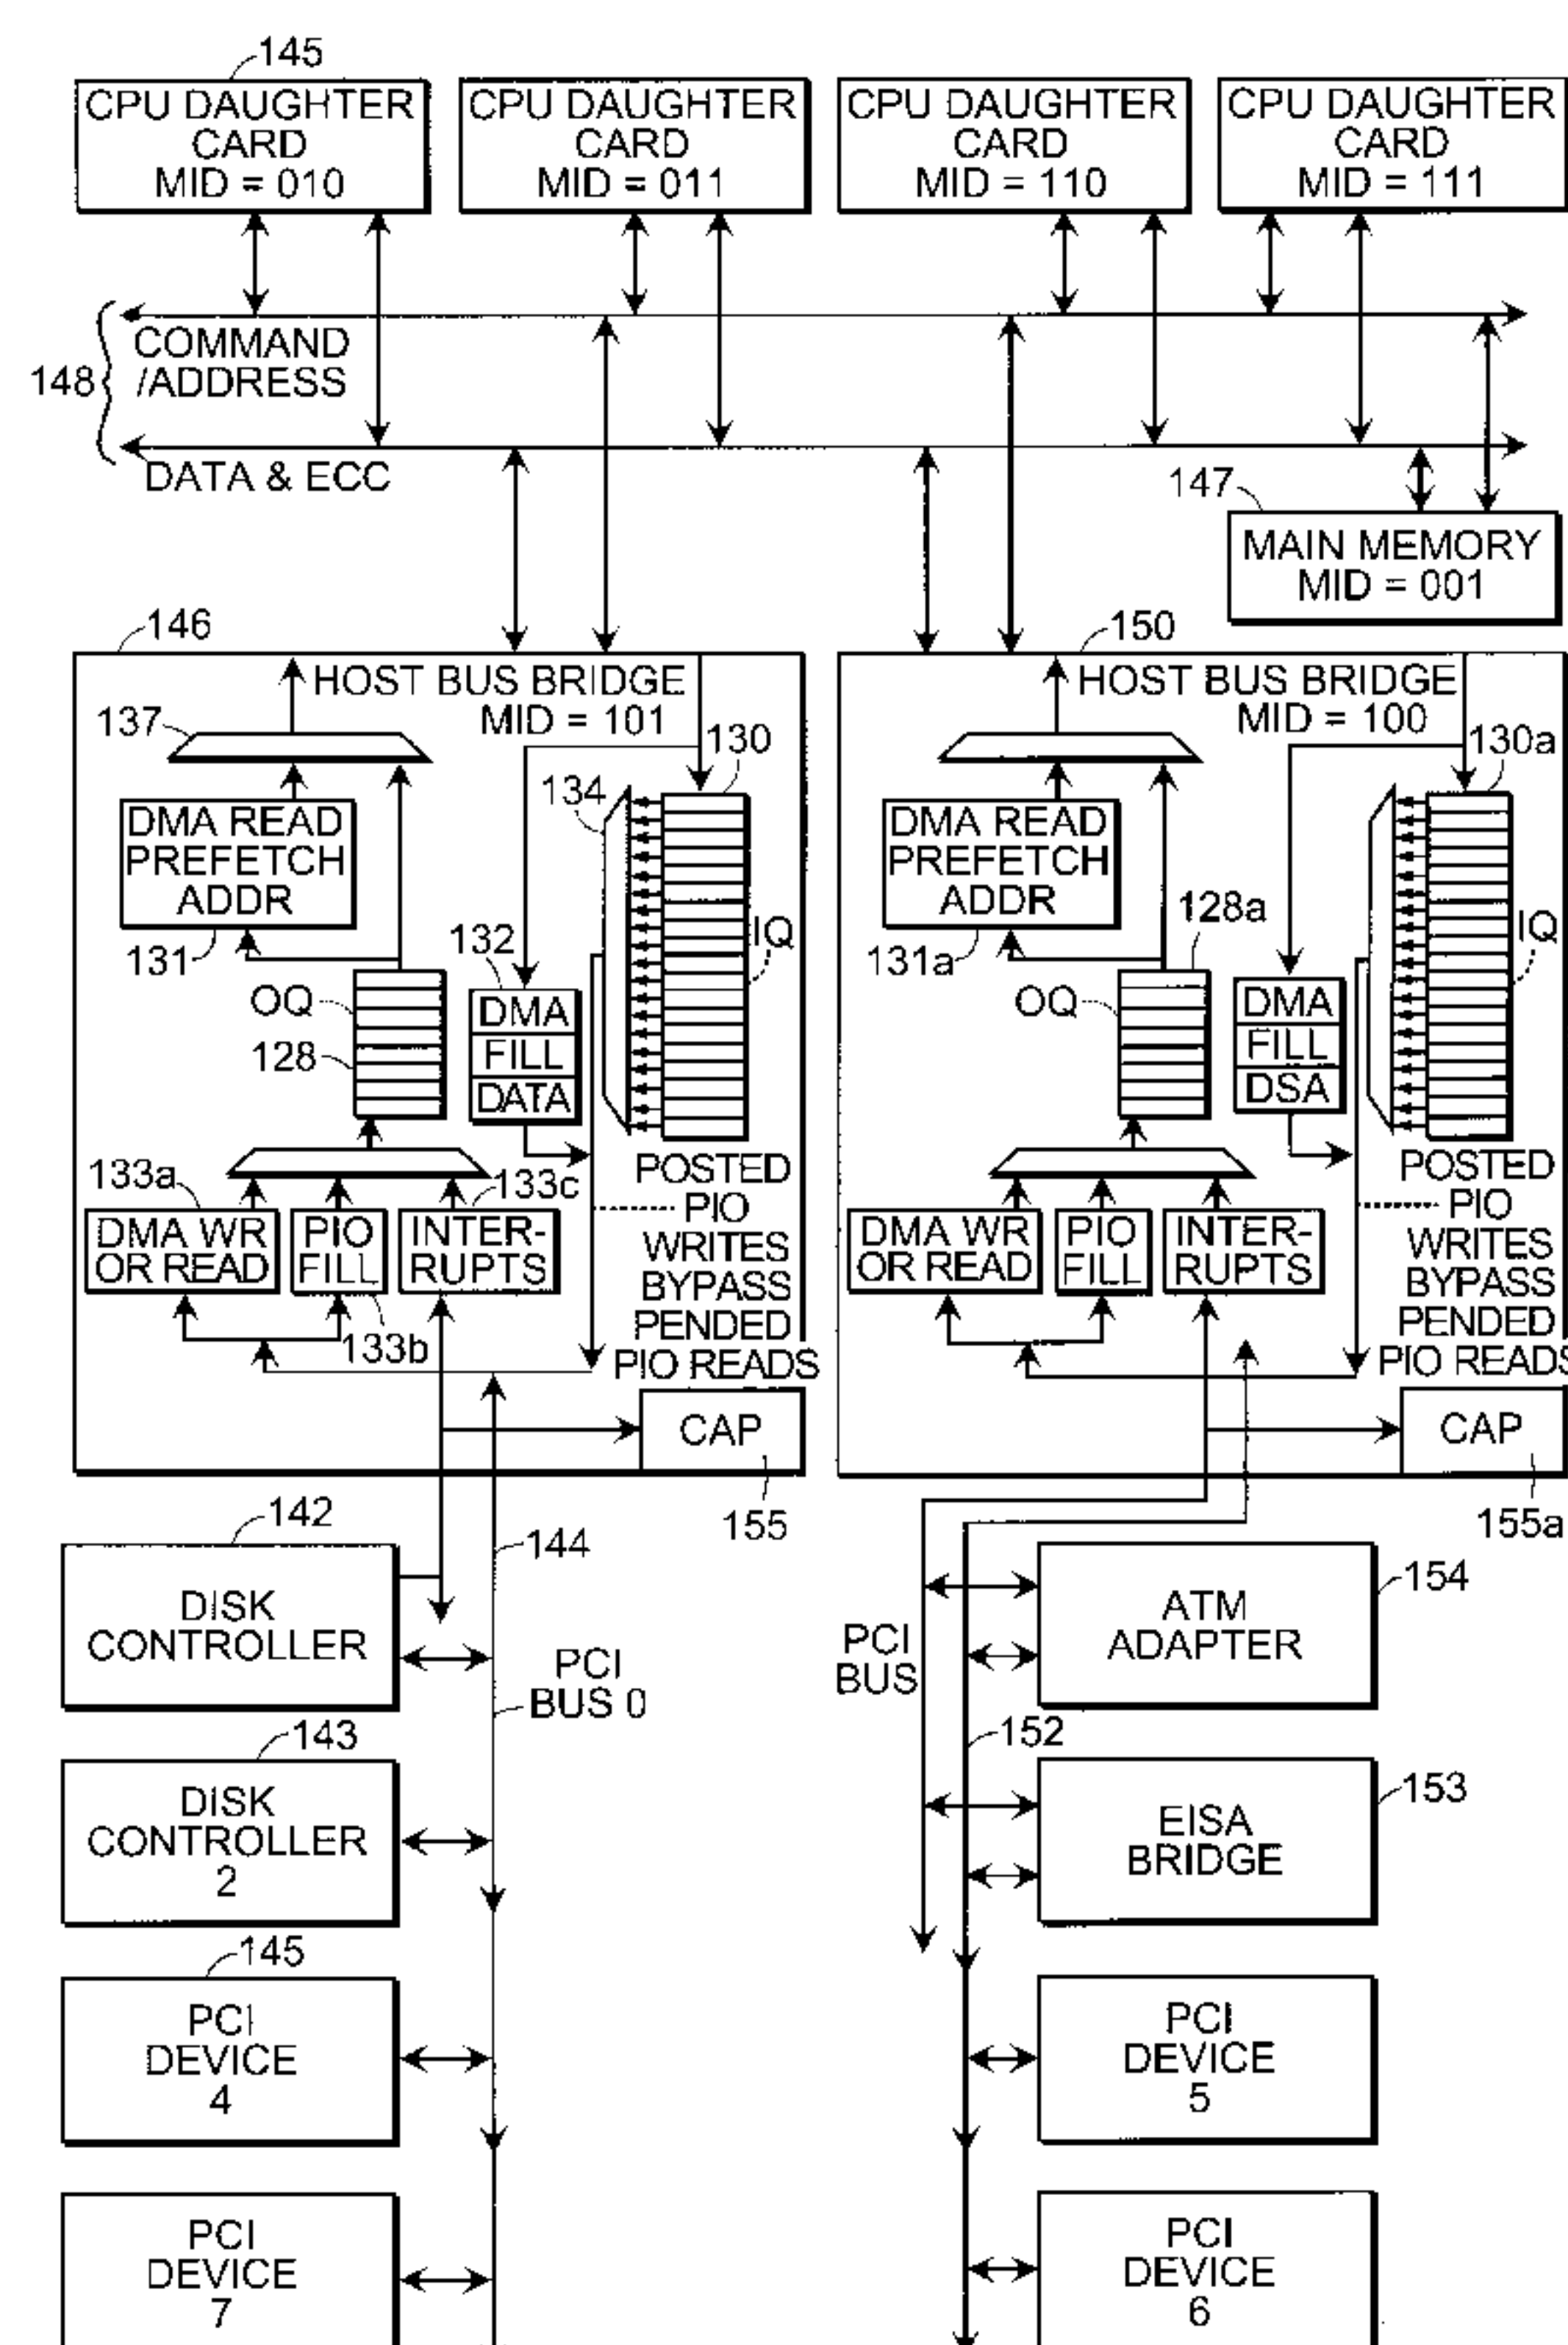 145
CPU DAUGHTER
CARD
MID = 010
CPU DAUGHTER
CARD
MID = 011
CPU DAUGHTER
CARD
MID = 110
CPU DAUGHTER
CARD
MID = 111
148
COMMAND
/ADDRESS
DATA & ECC
147
MAIN MEMORY
MID = 001
146
HOST BUS BRIDGE
MID = 101
137
130
134
DMA READ
PREFETCH
ADDR
131
132
IQ
OQ
128
DMA
FILL
DATA
133a
133c
DMA WR
OR READ
PIO
FILL
INTER-
RUPTS
133b
POSTED
PIO
WRITES
BYPASS
PENDED
PIO READS
CAP
155
150
HOST BUS BRIDGE
MID = 100
130a
DMA READ
PREFETCH
ADDR
131a
128a
IQ
OQ
DMA
FILL
DSA
DMA WR
OR READ
PIO
FILL
INTER-
RUPTS
POSTED
PIO
WRITES
BYPASS
PENDED
PIO READS
CAP
155a
142
DISK
CONTROLLER
144
PCI
BUS 0
143
DISK
CONTROLLER
2
145
PCI
DEVICE
4
PCI
DEVICE
7
PCI
BUS
154
ATM
ADAPTER
152
153
EISA
BRIDGE
PCI
DEVICE
5
PCI
DEVICE
6